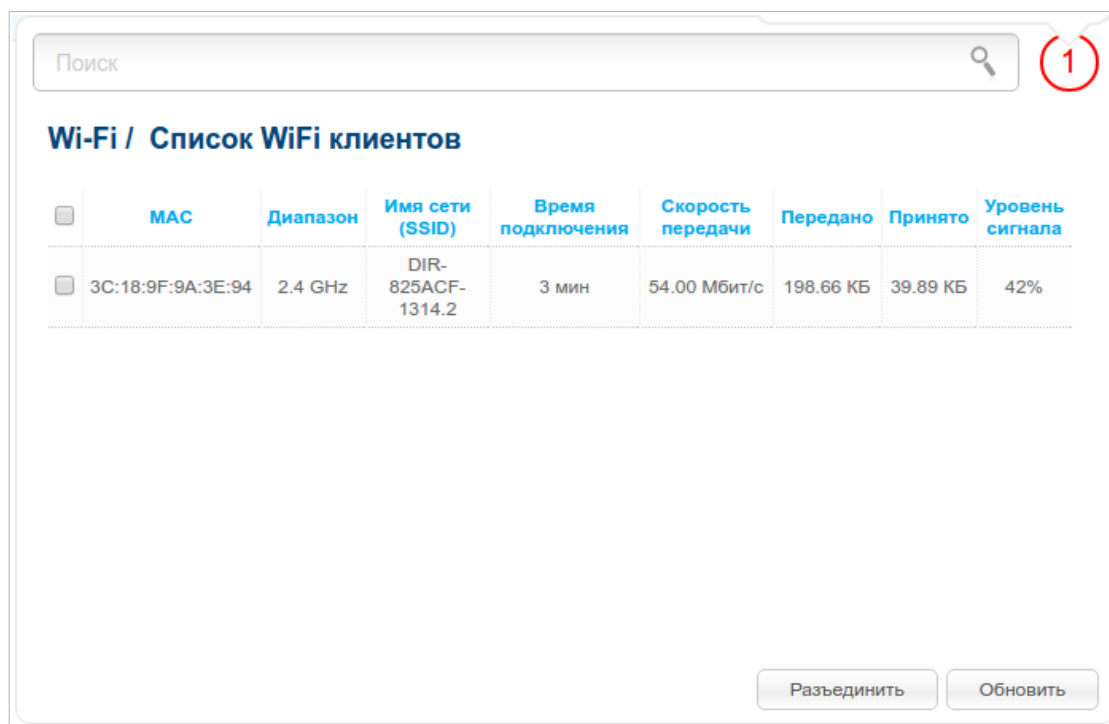 Поиск
1
Wi-Fi / Список WiFi клиентов
MAC Диапазон Имя сети (SSID) Время подключения Скорость передачи Передано Принято Уровень сигнала
3C:18:9F:9A:3E:94 2.4 GHz DIR-825ACF-1314.2 3 мин 54.00 Мбит/с 198.66 КБ 39.89 КБ 42%
Разъединить Обновить